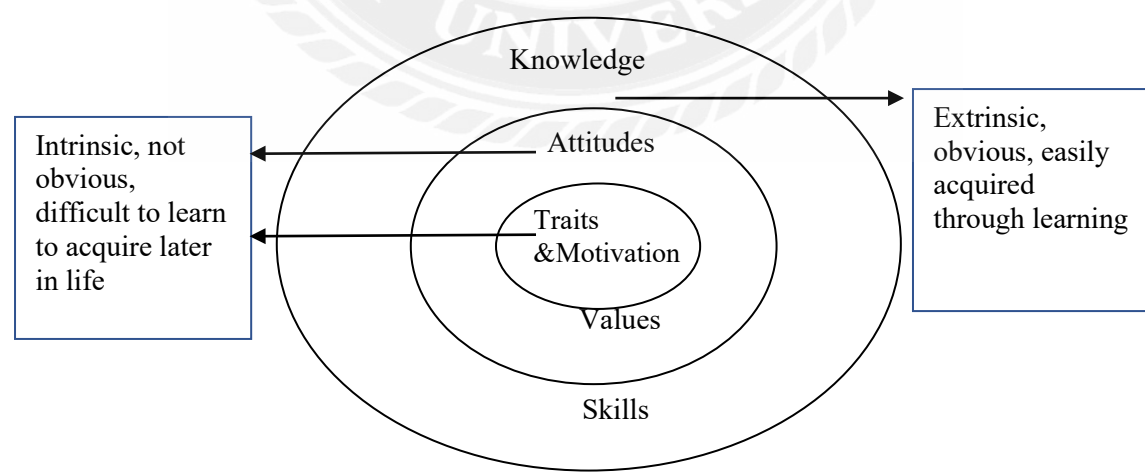 UNIVER
Knowledge
Extrinsic,
obvious, easily
acquired
through learning
Attitudes
Intrinsic, not
obvious,
difficult to learn
to acquire later
in life
Traits
&Motivation
Values
Skills